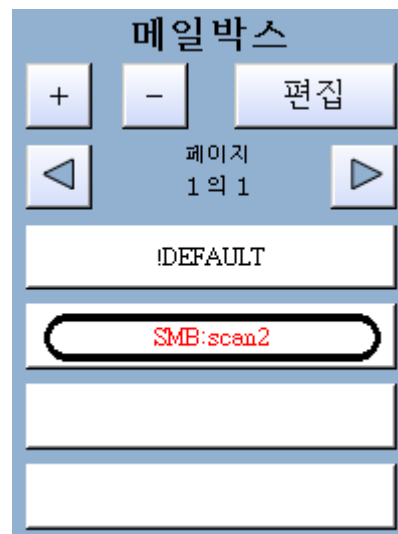 메일박스
+ − 편집
페이지
1 의 1
!DEFAULT
SMB:scan2